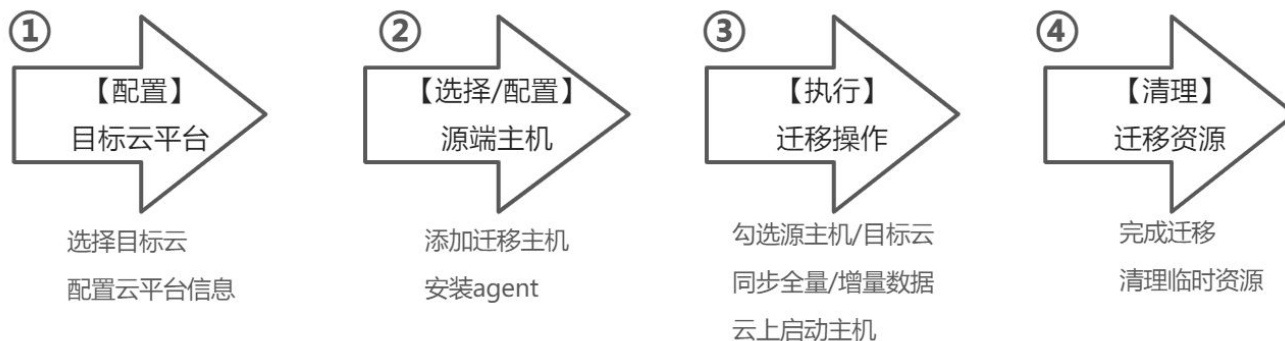 ①
【配置】
目标云平台
选择目标云
配置云平台信息
②
【选择/配置】
源端主机
添加迁移主机
安装agent
③
【执行】
迁移操作
勾选源主机/目标云
同步全量/增量数据
云上启动主机
④
【清理】
迁移资源
完成迁移
清理临时资源